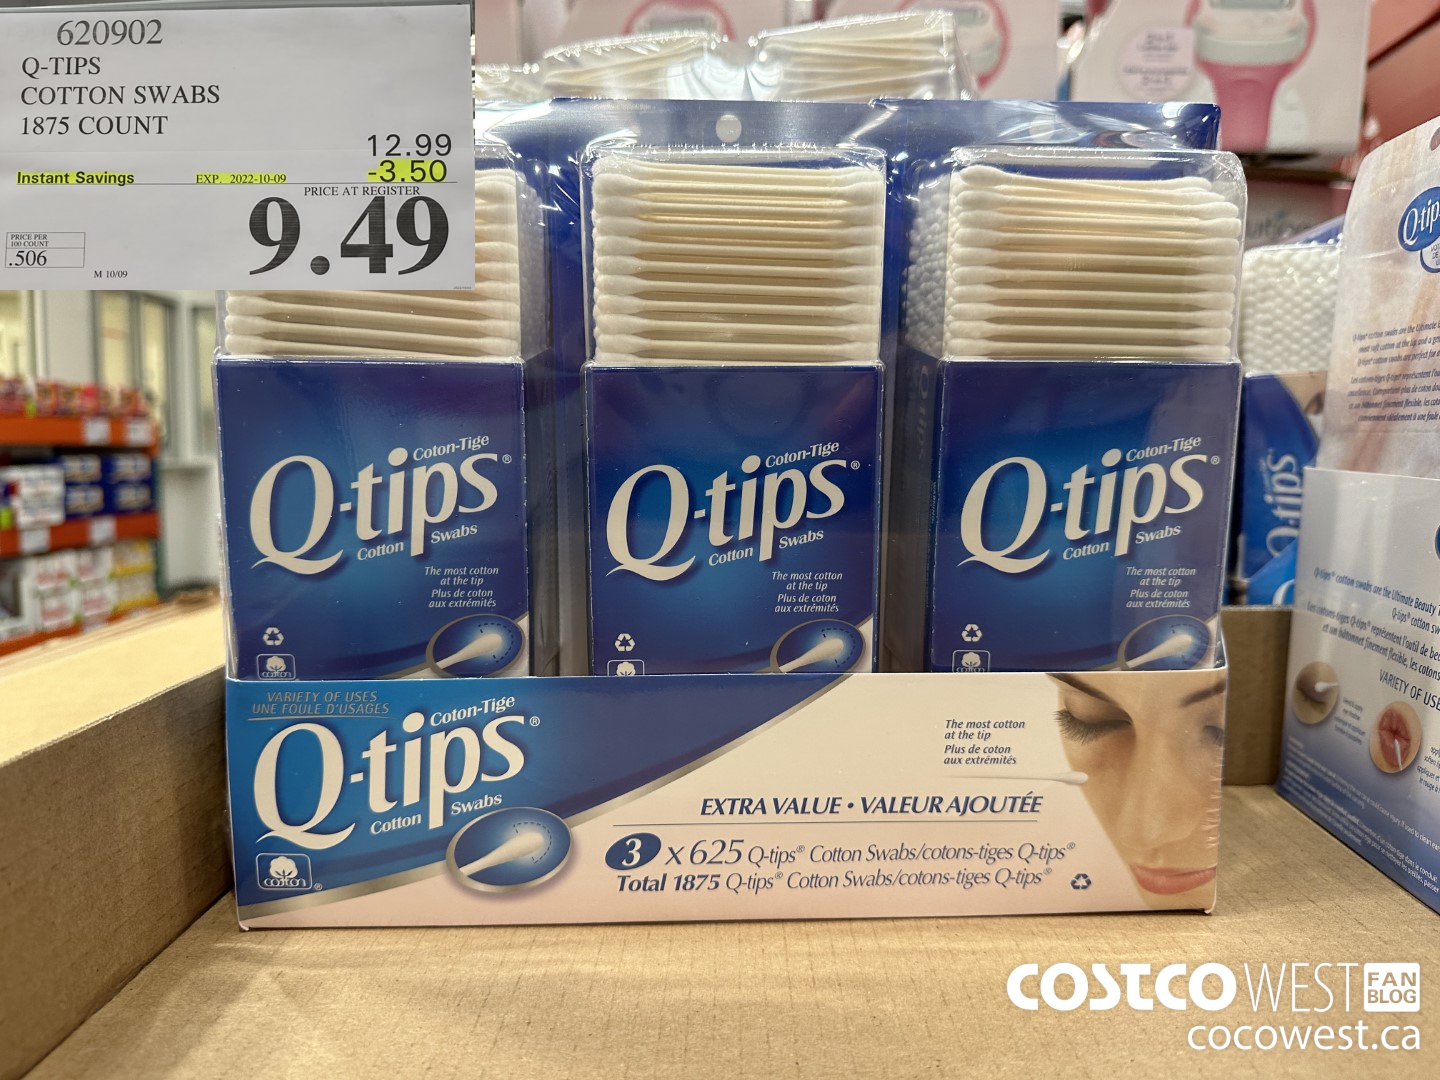 620902
Q-TIPS
COTTON SWABS
1875 COUNT
12.99
Instant Savings EXP. 2022-10-09 -3.50
PRICE AT REGISTER
9.49
PRICE PER
100 COUNT
.506
M 10/09
Coton-Tige
Q-tips®
Cotton Swabs
The most cotton
at the tip
Plus de coton
aux extrémités
cotton
Coton-Tige
Q-tips®
Cotton Swabs
The most cotton
at the tip
Plus de coton
aux extrémités
cotton
Coton-Tige
Q-tips®
Cotton Swabs
The most cotton
at the tip
Plus de coton
aux extrémités
cotton
VARIETY OF USES
UNE FOULE D'USAGES
Coton-Tige
Q-tips®
Cotton Swabs
cotton®
The most cotton
at the tip
Plus de coton
aux extrémités
EXTRA VALUE • VALEUR AJOUTÉE
3 x 625 Q-tips® Cotton Swabs/cotons-tiges Q-tips®
Total 1875 Q-tips® Cotton Swabs/cotons-tiges Q-tips®
Q-tip
Q-tips
VARIETY OF USE
COSTCO WEST FAN BLOG
cocowest.ca